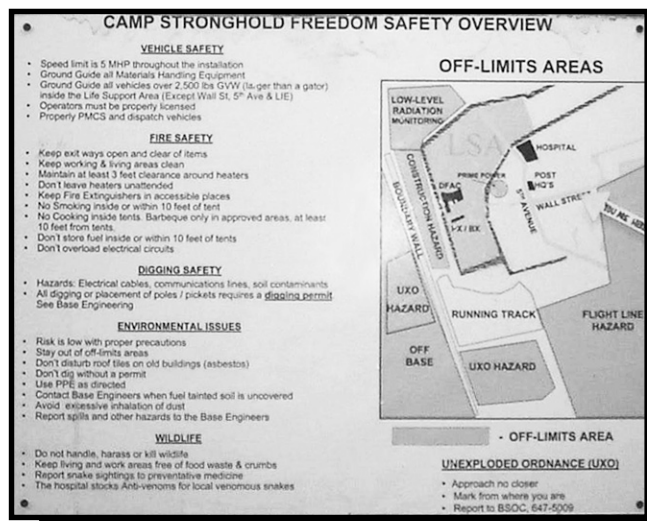 CAMP STRONGHOLD FREEDOM SAFETY OVERVIEW
VEHICLE SAFETY
• Speed limit is 5 MHP throughout the installation
• Ground Guide all Materials Handling Equipment
• Ground Guide all vehicles over 2,500 lbs GVW (larger than a gator)
inside the Life Support Area (Except Wall St, 5th Ave & LIE)
• Operators must be properly licensed
• Properly PMCS and dispatch vehicles
FIRE SAFETY
• Keep exit ways open and clear of items
• Keep working & living areas clean
• Maintain at least 3 feet clearance around heaters
• Don't leave heaters unattended
• Keep Fire Extinguishers in accessible places
• No Smoking inside or within 10 feet of tent
• No Cooking inside tents. Barbeque only in approved areas, at least
10 feet from tents.
• Don't store fuel inside or within 10 feet of tents
• Don't overload electrical circuits
DIGGING SAFETY
• Hazards: Electrical cables, communications lines, soil contaminants
• All digging or placement of poles / pickets requires a digging permit.
See Base Engineering
ENVIRONMENTAL ISSUES
• Risk is low with proper precautions
• Stay out of off-limits areas
• Don't disturb roof tiles on old buildings (asbestos)
• Don't dig without a permit
• Use PPE as directed
• Contact Base Engineers when fuel tainted soil is uncovered
• Avoid excessive inhalation of dust
• Report spills and other hazards to the Base Engineers
WILDLIFE
• Do not handle, harass or kill wildlife
• Keep living and work areas free of food waste & crumbs
• Report snake sightings to preventative medicine
• The hospital stocks Anti-venoms for local venomous snakes
OFF-LIMITS AREAS
LOW-LEVEL
RADIATION
MONITORING
LSA
HOSPITAL
PRIME POWER
POST
HQ'S
DFAC
5TH AVENUE
WALL STREET
YOU ARE HERE
PX / BX
CONSTRUCTION HAZARD
BOUNDARY WALL
UXO
HAZARD
RUNNING TRACK
FLIGHT LINE
HAZARD
OFF
BASE
UXO HAZARD
- OFF-LIMITS AREA
UNEXPLODED ORDNANCE (UXO)
• Approach no closer
• Mark from where you are
• Report to BSOC, 647-5009